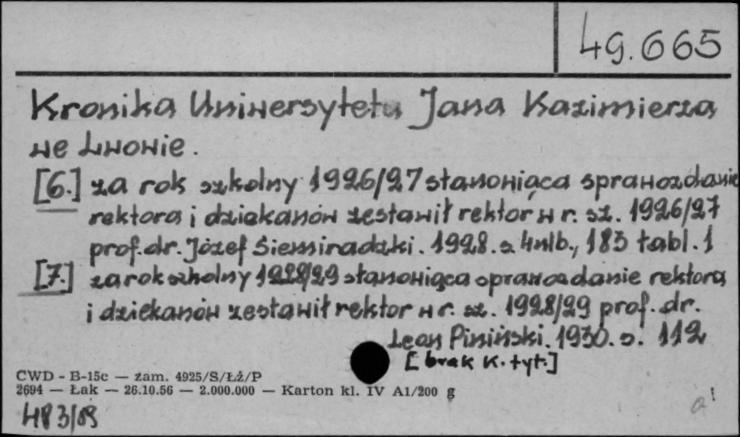 49.665
Kronika Uniwersytetu Jana Kazimierza
we Lwowie.
[6.] za rok szkolny 1926/27 stanowiąca sprawozdanie
rektora i dziekanów zestawił rektor w r. sz. 1926/27
prof. dr. Józef Siemiradzki. 1928. s. 4nlb., 183 tabl. 1
[7.] za rok szkolny 1928/29 stanowiąca sprawozdanie rektora
i dziekanów zestawił rektor w r. sz. 1928/29 prof. dr.
Leon Piniński. 1930. s. 112
[brak k. tyt.]
CWD - B-15c — zam. 4925/S/Łż/P
2694 — Łak — 26.10.56 — 2.000.000 — Karton kl. IV A1/200 g